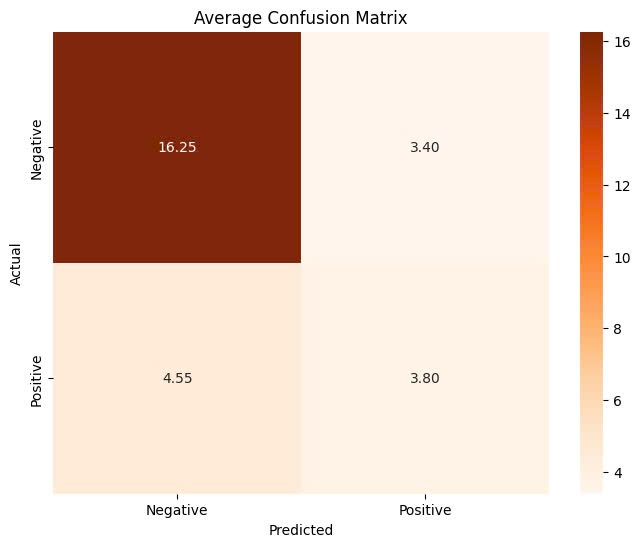 Average Confusion Matrix
Actual
Negative
Positive
16.25
3.40
4.55
3.80
Negative
Positive
Predicted
16
14
12
10
8
6
4